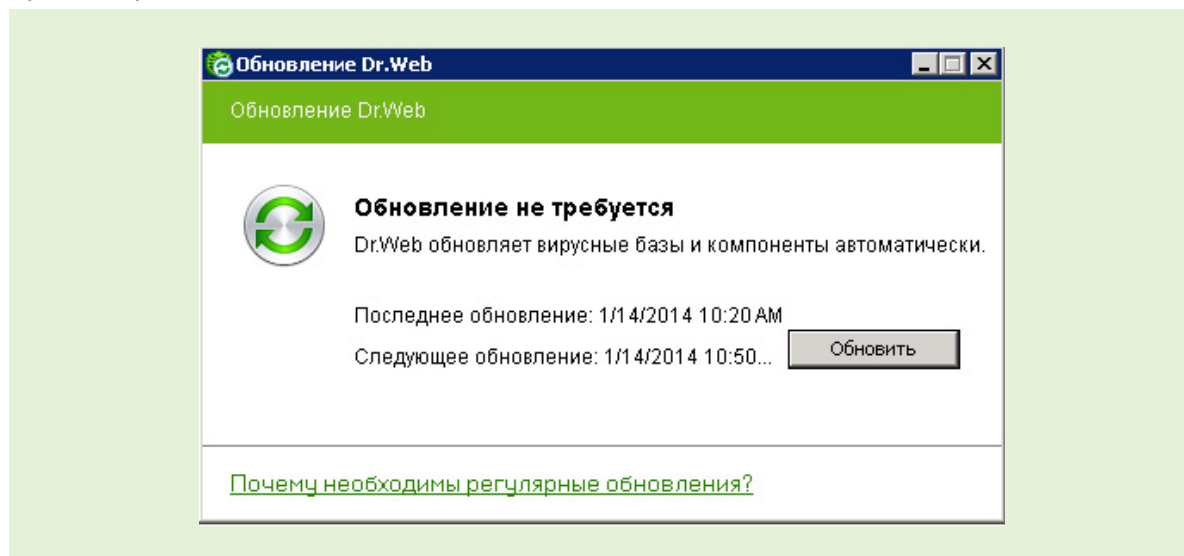 Обновление Dr.Web
Обновление Dr.Web
Обновление не требуется
Dr.Web обновляет вирусные базы и компоненты автоматически.
Последнее обновление: 1/14/2014 10:20 AM
Следующее обновление: 1/14/2014 10:50...
Обновить
Почему необходимы регулярные обновления?